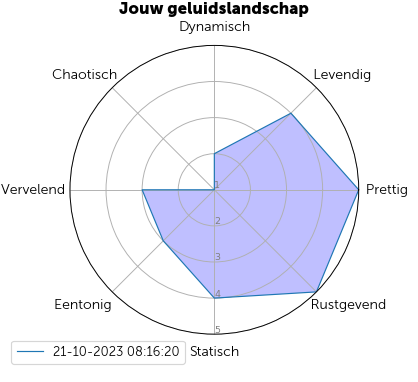 Jouw geluidslandschap
Dynamisch
Chaotisch
Levendig
Vervelend
1
Prettig
2
3
4
Eentonig
Rustgevend
5
21-10-2023 08:16:20
Statisch